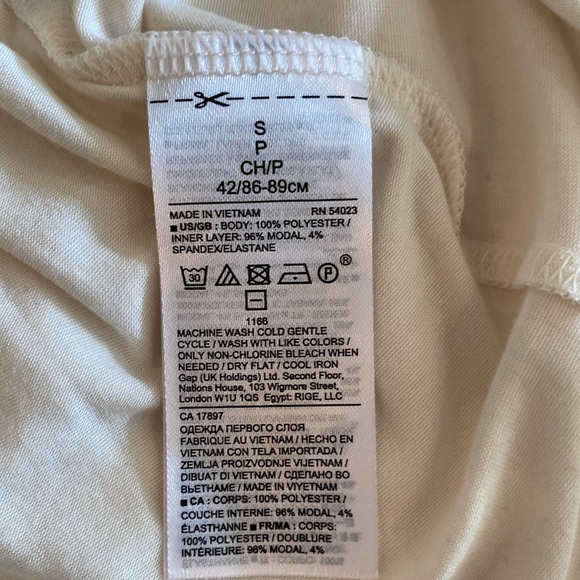 S
P
CH/P
42/86-89CM
MADE IN VIETNAM RN 54023
■ US/GB: BODY: 100% POLYESTER /
INNER LAYER: 96% MODAL, 4%
SPANDEX/ELASTANE
30 P ®
1166
MACHINE WASH COLD GENTLE
CYCLE / WASH WITH LIKE COLORS /
ONLY NON-CHLORINE BLEACH WHEN
NEEDED / DRY FLAT / COOL IRON
Gap (UK Holdings) Ltd. Second Floor,
Nations House, 103 Wigmore Street,
London W1U 1QS Egypt: RIGE, LLC
CA 17897
ОДЕЖДА ПЕРВОГО СЛОЯ
FABRIQUE AU VIETNAM / HECHO EN
VIETNAM CON TELA IMPORTADA /
ZEMLJA PROIZVODNJE VIJETNAM /
DIBUAT DI VIETNAM / СДЕЛАНО ВО
ВЬЕТНАМЕ / MADE IN VIYETNAM
■ CA : CORPS: 100% POLYESTER /
COUCHE INTERNE: 96% MODAL, 4%
ÉLASTHANNE ■ FR/MA : CORPS:
100% POLYESTER / DOUBLURE
INTÉRIEURE: 96% MODAL, 4%